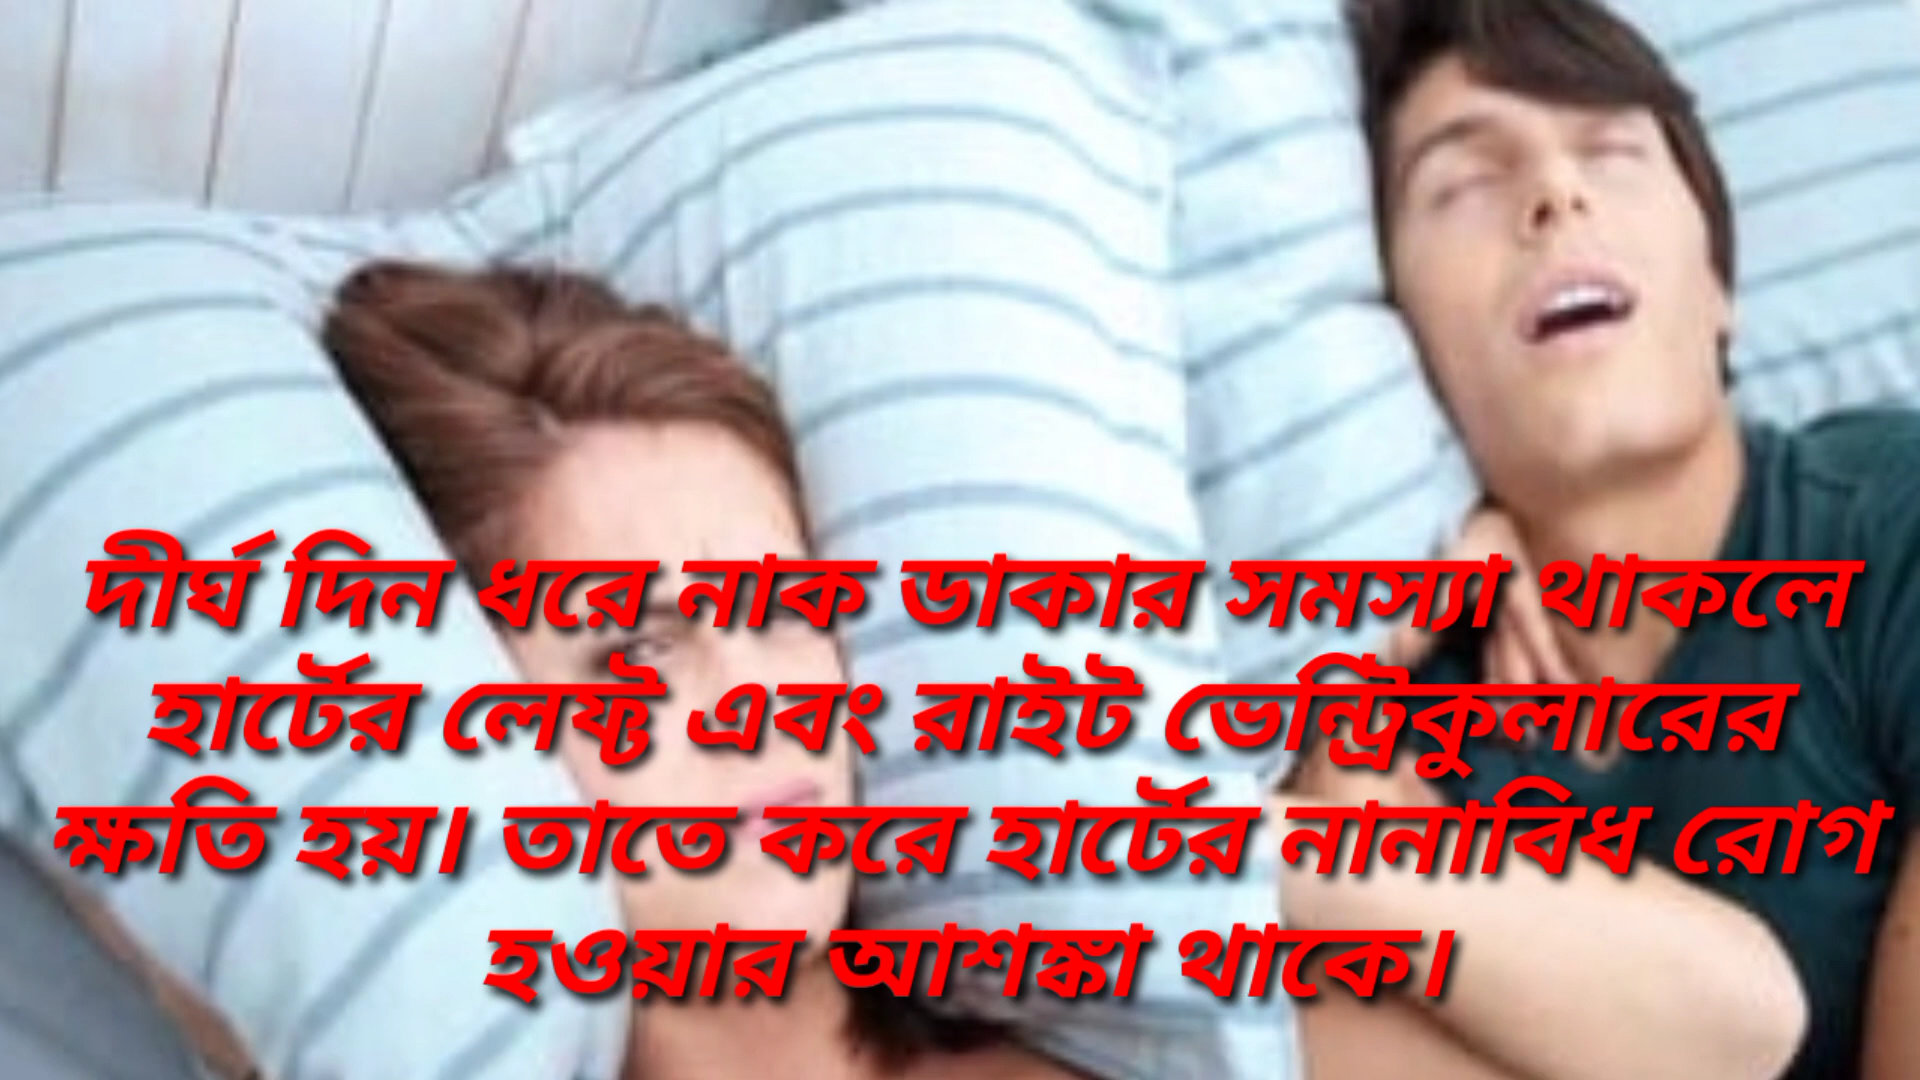 দীর্ঘ দিন ধরে নাক ডাকার সমস্যা থাকলে
হার্টের লেফ্ট এবং রাইট ভেন্ট্রিকুলারের
ক্ষতি হয়। তাতে করে হার্টের নানাবিধ রোগ
হওয়ার আশঙ্কা থাকে।